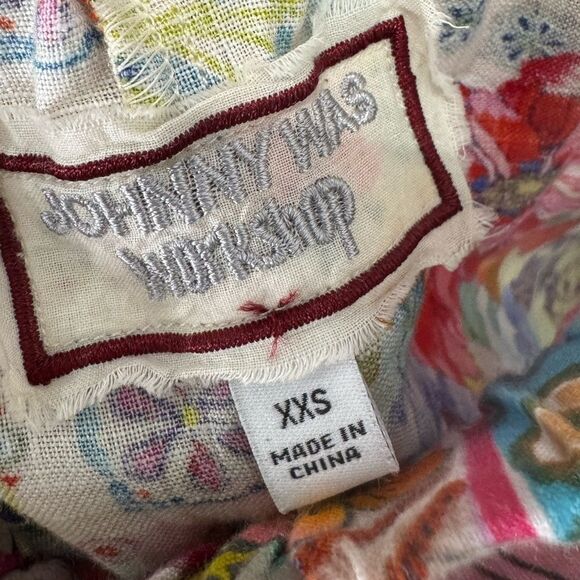 JOHNNY WAS
WORKSHOP
XXS
MADE IN
CHINA